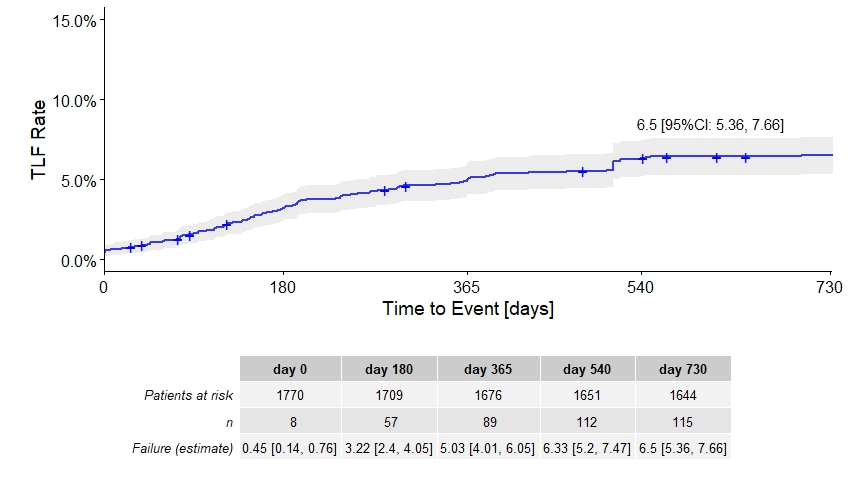 15.0%
10.0%
5.0%
0.0%
TLF Rate
6.5 [95%CI: 5.36, 7.66]
0 180 365 540 730
Time to Event [days]
day 0 day 180 day 365 day 540 day 730
Patients at risk 1770 1709 1676 1651 1644
n 8 57 89 112 115
Failure (estimate) 0.45 [0.14, 0.76] 3.22 [2.4, 4.05] 5.03 [4.01, 6.05] 6.33 [5.2, 7.47] 6.5 [5.36, 7.66]